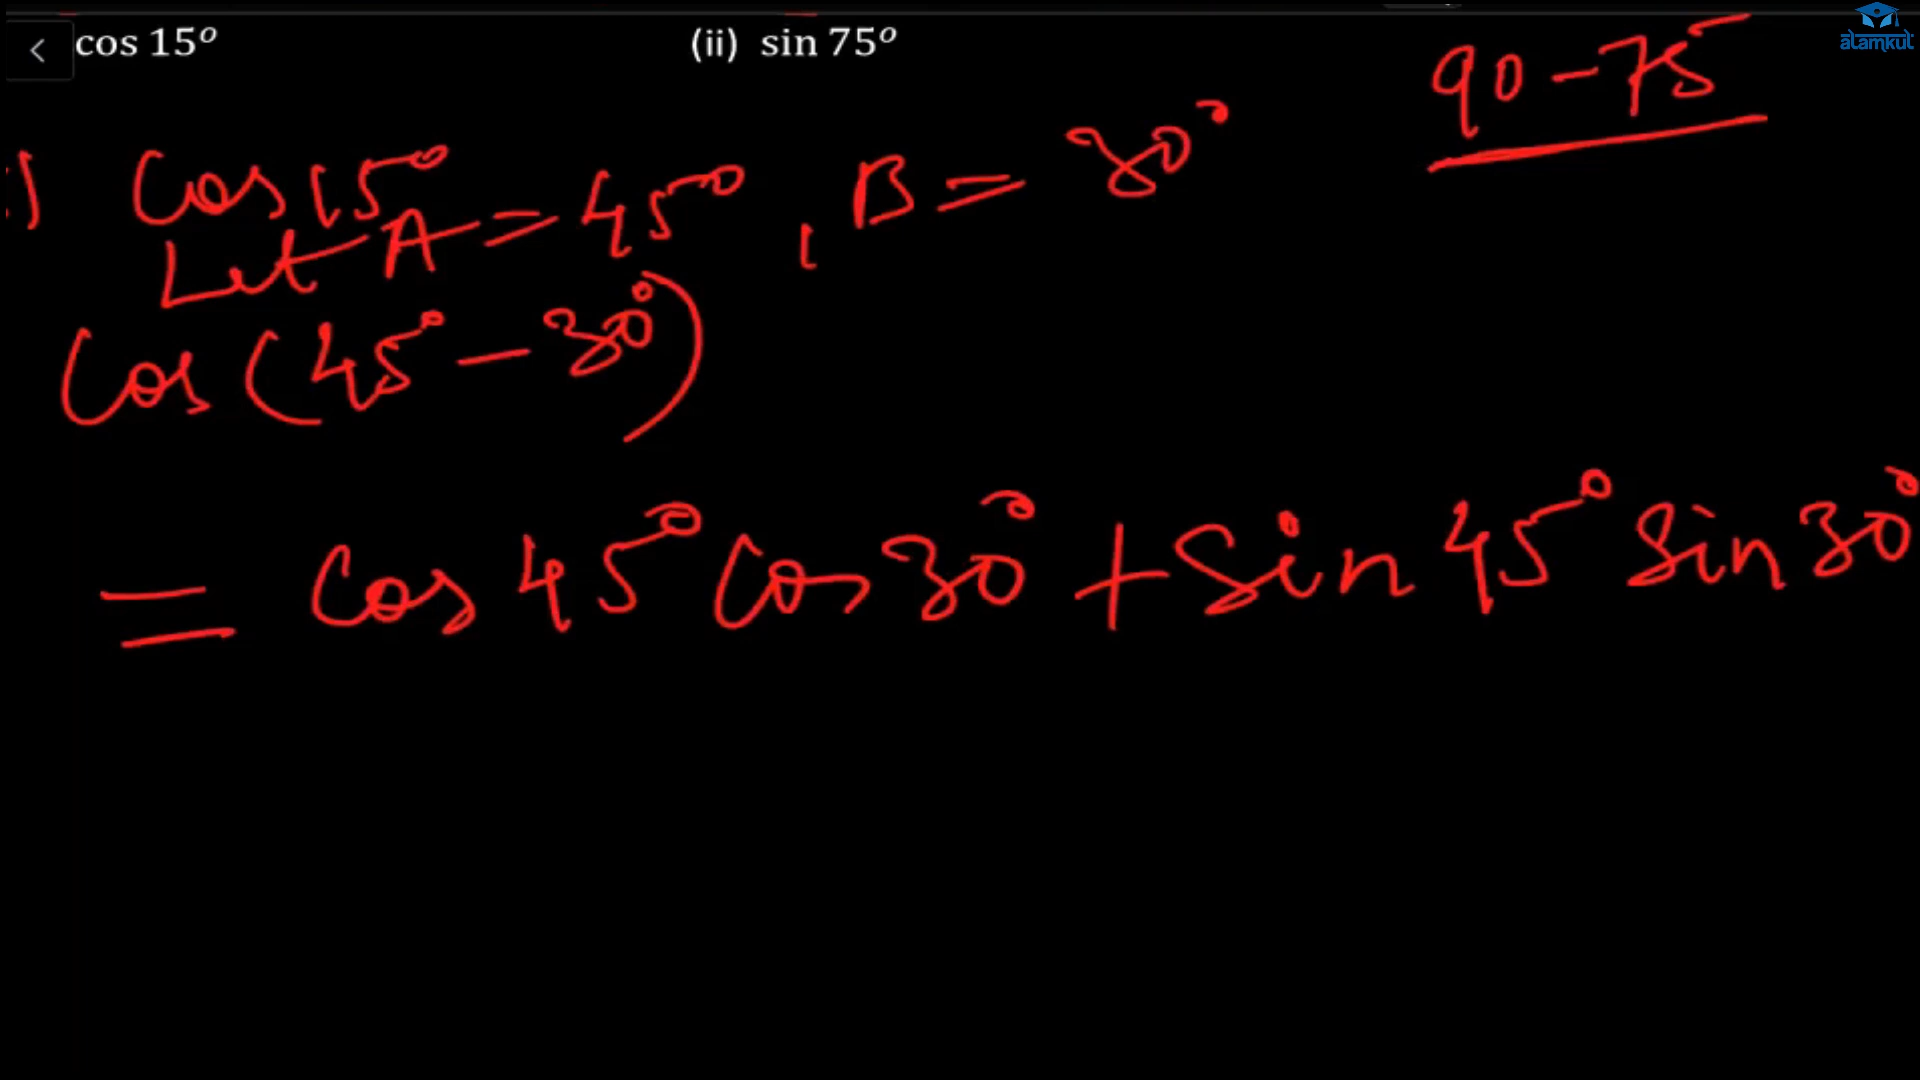 cos 15° (ii) sin 75°
alamkut
90 - 75
) Cos 15°
Let A = 45° , B = 30°
Cos (45° - 30°)
= Cos 45° Cos 30° + Sin 45° Sin 30°